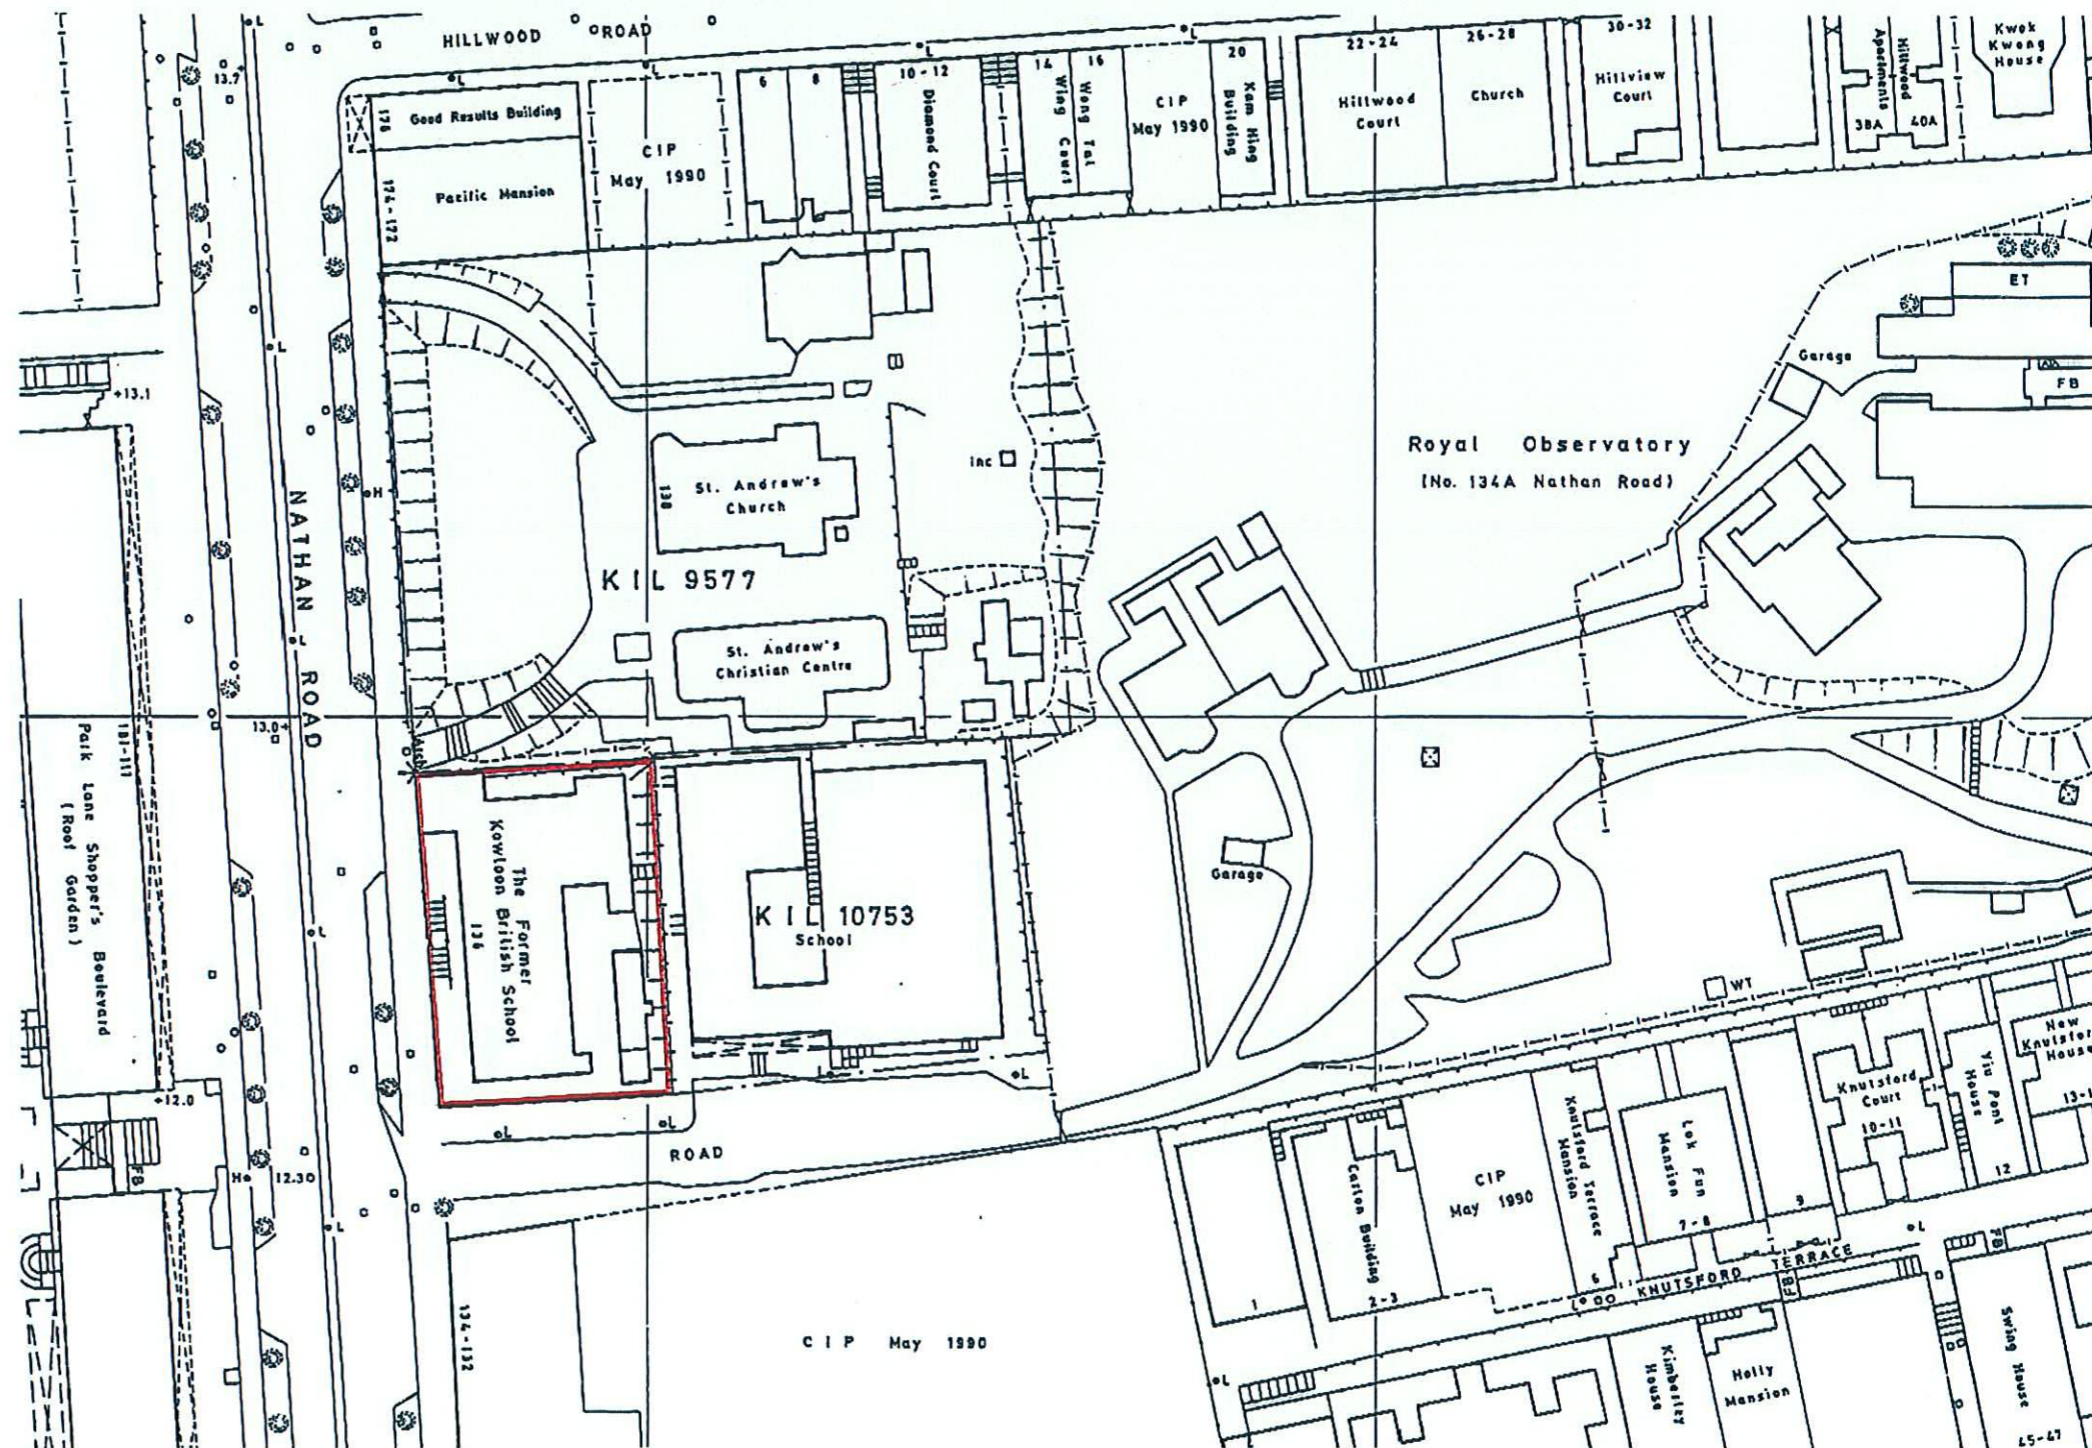 HILLWOOD ROAD
L
L
L
L
L
13.7
Good Results Building
176
Pacific Mansion
174-172
CIP
May 1990
6
8
10-12
Diamond Court
14
16
Wing Court
Wong Tat
CIP
May 1990
20
Kam Hing
Building
22-24
Hillwood
Court
26-28
Church
30-32
Hillview
Court
Hillwood
Apartments
38A
40A
Kwok
Kwong
House
ET
Garage
FB
+13.1
L
H
NATHAN ROAD
138
St. Andrew's
Church
Inc
Royal Observatory
(No. 134A Nathan Road)
KIL 9577
St. Andrew's
Christian Centre
L
13.0+
Park Lane Shopper's Boulevard
(Roof Garden)
181-111
The Former
Kowloon British School
136
KIL 10753
School
Garage
L
WT
L
+12.0
FB
H
12.30
L
L
ROAD
L
134-132
CIP May 1990
1
Carson Building
2-3
CIP
May 1990
Knutsford Terrace
Mansion
6
Lok Fun
Mansion
7-8
9
Knutsford
Court
10-11
Yiu Pont
House
12
New
Knutsford
House
L
KNUTSFORD TERRACE
L
FB
FB
L
Kimberley
House
Holly
Mansion
Swing House
45-47